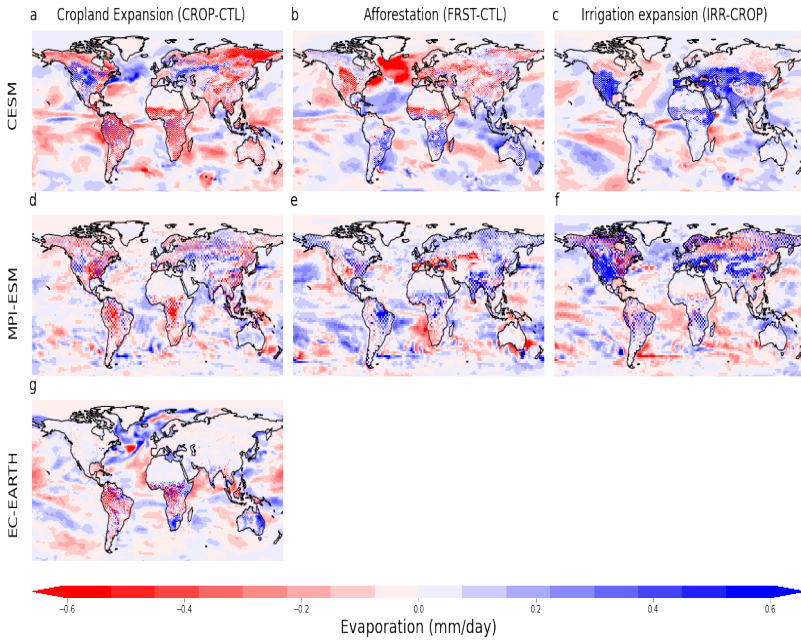 Cropland Expansion (CROP-CTL) Afforestation (FRST-CTL) Irrigation expansion (IRR-CROP)
a b c
CESM
d e f
MPI-ESM
g
EC-EARTH
−0.6 −0.4 −0.2 0.0 0.2 0.4 0.6
Evaporation (mm/day)